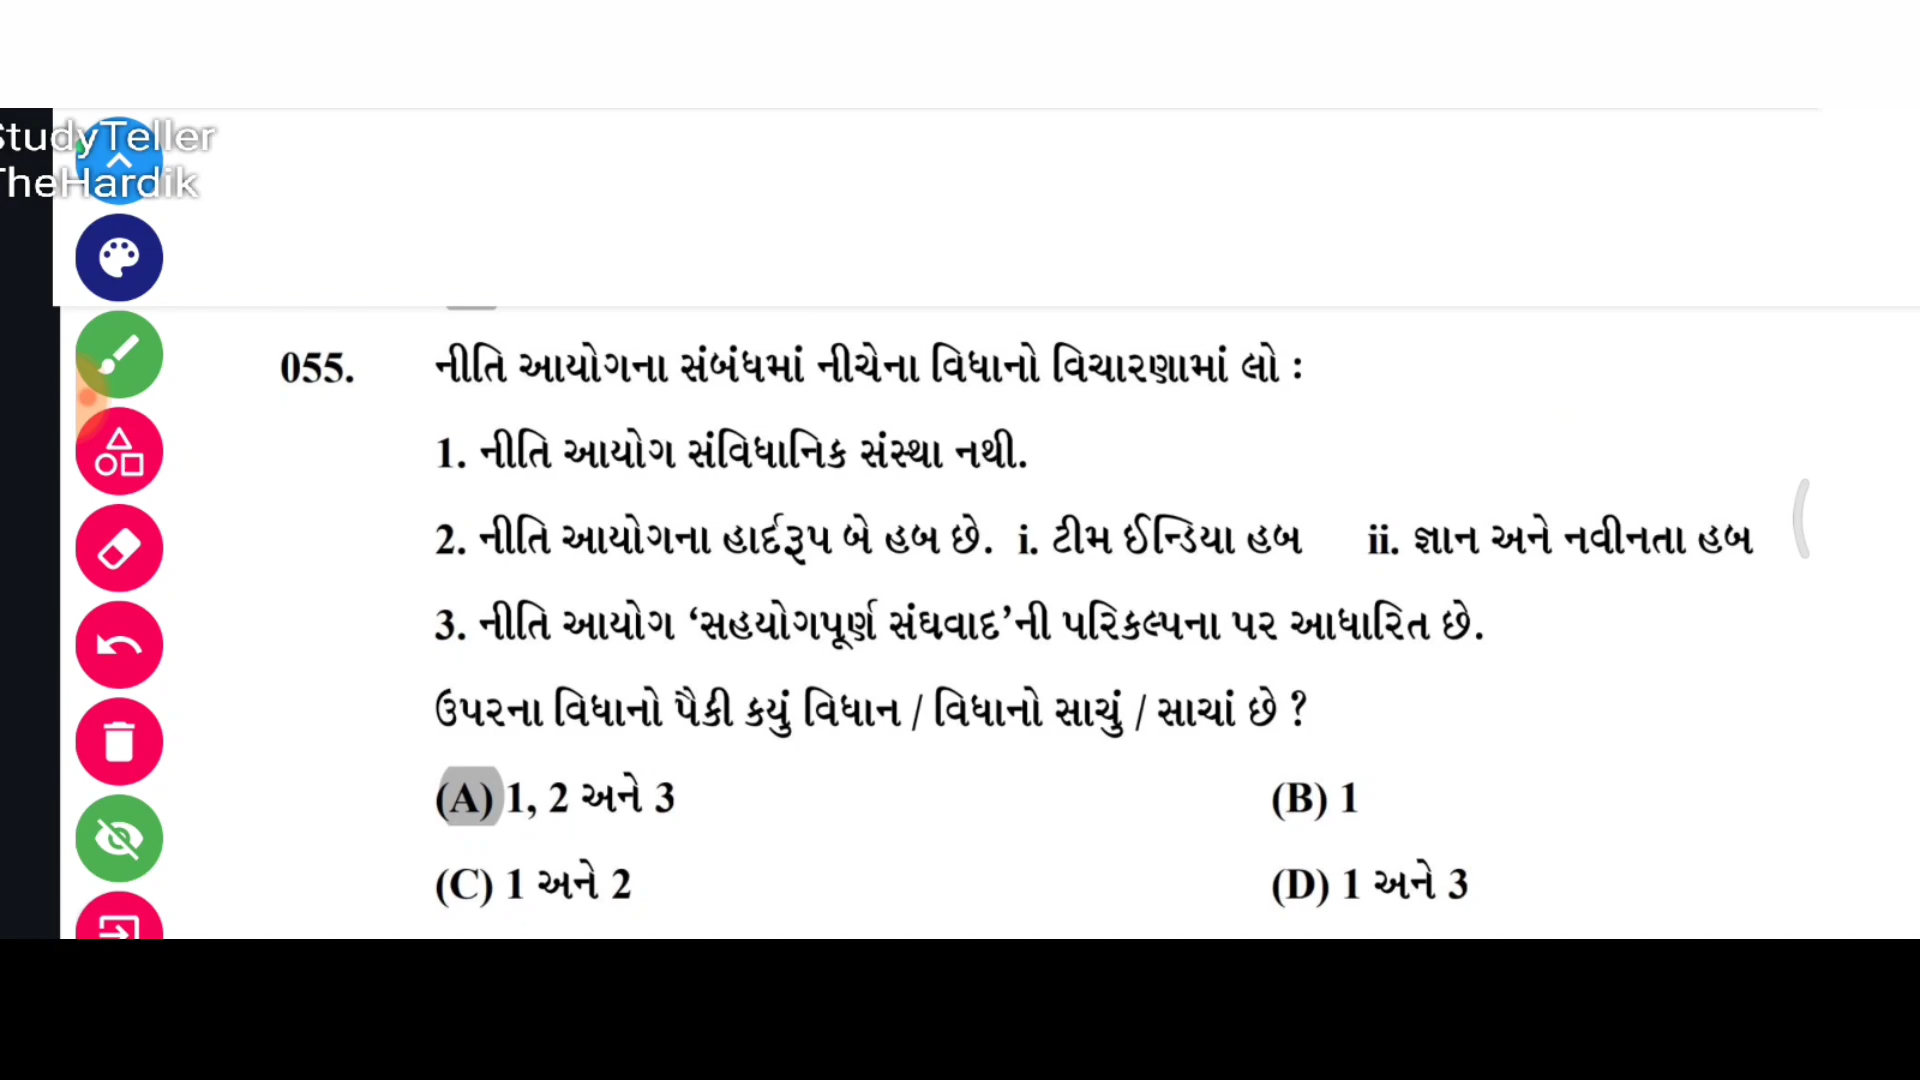 StudyTeller
TheHardik
055. નીતિ આયોગના સંબંધમાં નીચેના વિધાનો વિચારણામાં લો :
1. નીતિ આયોગ સંવિધાનિક સંસ્થા નથી.
2. નીતિ આયોગના હાર્દરૂપ બે હબ છે. i. ટીમ ઈન્ડિયા હબ ii. જ્ઞાન અને નવીનતા હબ
3. નીતિ આયોગ ‘સહયોગપૂર્ણ સંઘવાદ’ની પરિકલ્પના પર આધારિત છે.
ઉપરના વિધાનો પૈકી કયું વિધાન / વિધાનો સાચું / સાચાં છે ?
(A) 1, 2 અને 3 (B) 1
(C) 1 અને 2 (D) 1 અને 3